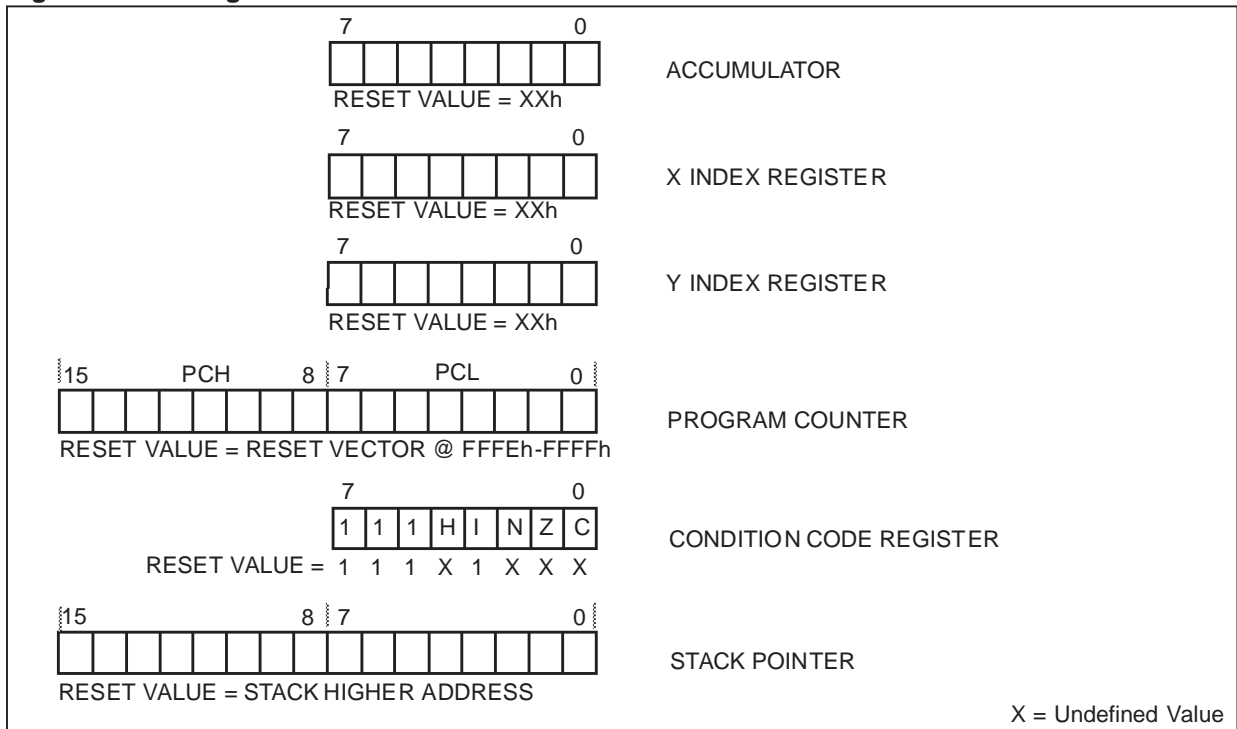 7 0
ACCUMULATOR
RESET VALUE = XXh
7 0
X INDEX REGISTER
RESET VALUE = XXh
7 0
Y INDEX REGISTER
RESET VALUE = XXh
15 PCH 8 7 PCL 0
PROGRAM COUNTER
RESET VALUE = RESET VECTOR @ FFFEh-FFFFh
7 0
1 1 1 H I N Z C
CONDITION CODE REGISTER
RESET VALUE = 1 1 1 X 1 X X X
15 8 7 0
STACK POINTER
RESET VALUE = STACK HIGHER ADDRESS
X = Undefined Value